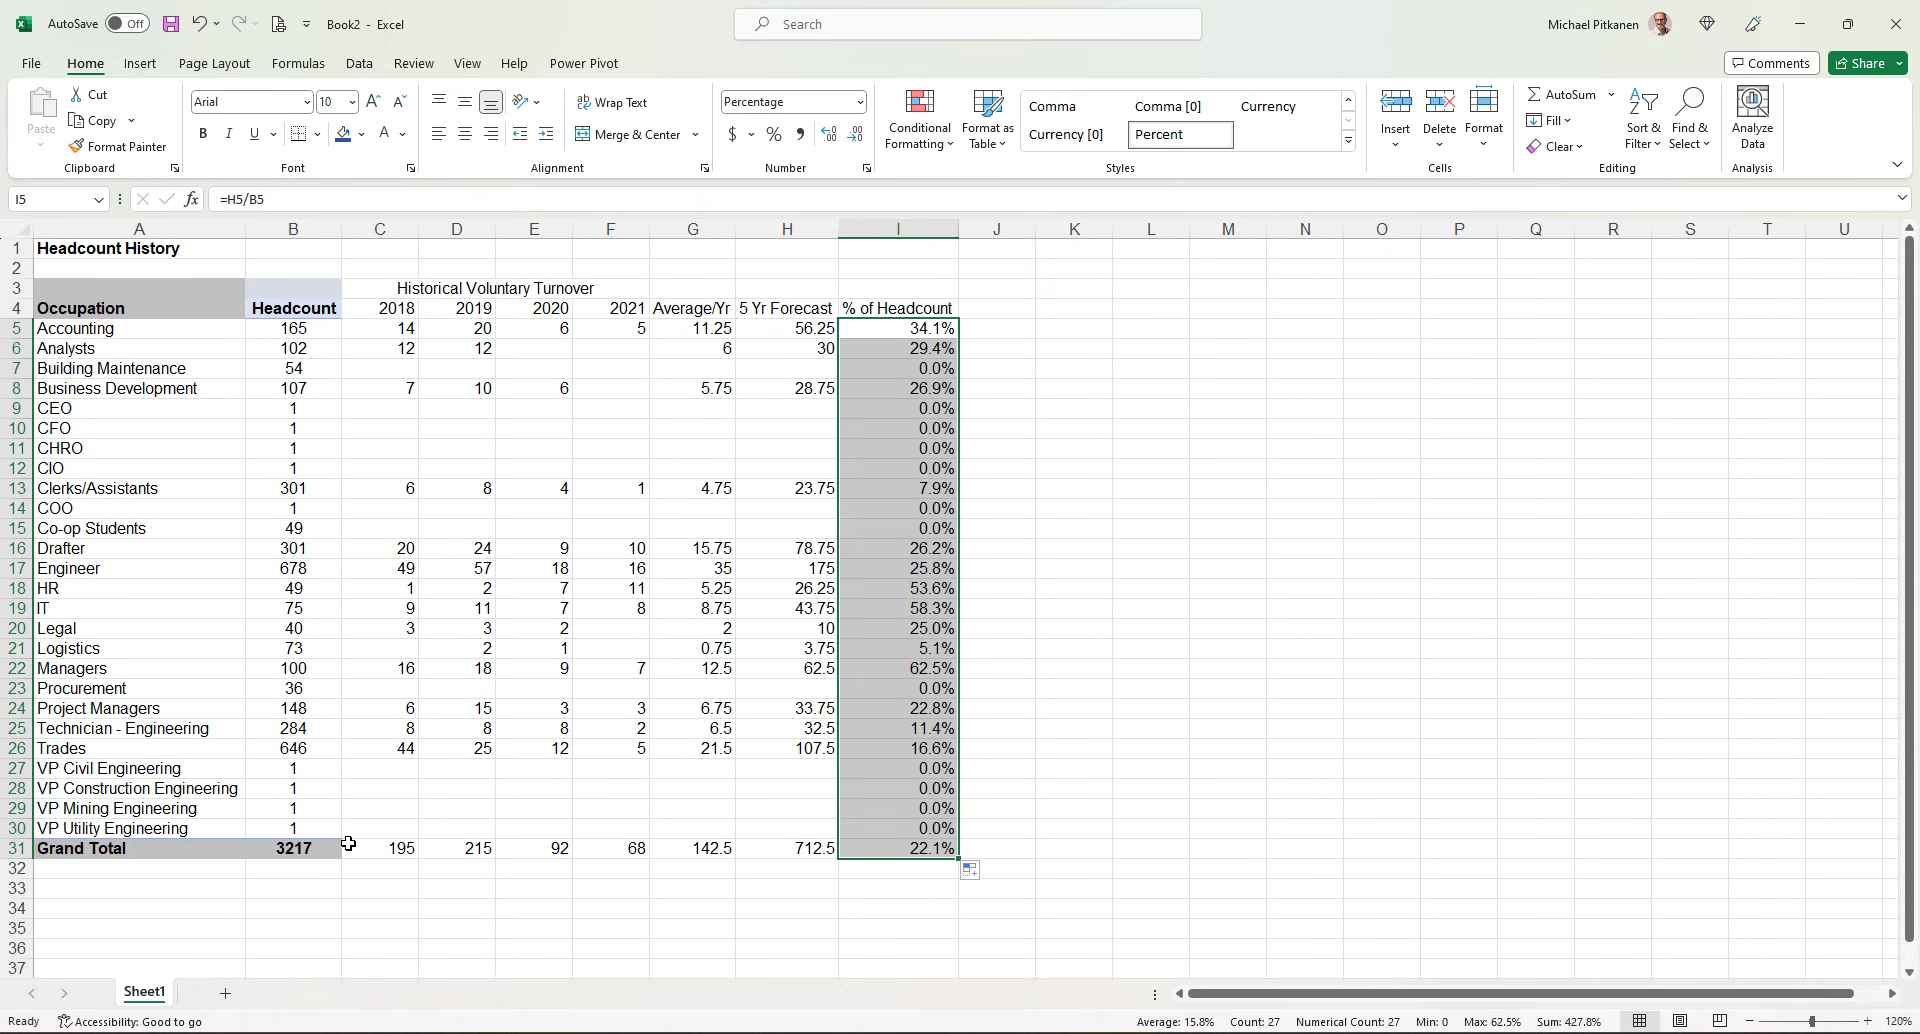 AutoSave Off Book2 - Excel Search Michael Pitkanen
File Home Insert Page Layout Formulas Data Review View Help Power Pivot Comments Share
Paste Cut Copy Format Painter Clipboard
Arial 10 B I U A Font
Wrap Text Merge & Center Alignment
Percentage $ % Number
Conditional Formatting Format as Table Comma Comma [0] Currency Currency [0] Percent Styles
Insert Delete Format Cells
AutoSum Fill Clear Sort & Filter Find & Select Editing
Analyze Data Analysis
I5 fx =H5/B5
A B C D E F G H I J K L M N O P Q R S T U
1 Headcount History
2
3 Historical Voluntary Turnover
4 Occupation Headcount 2018 2019 2020 2021 Average/Yr 5 Yr Forecast % of Headcount
5 Accounting 165 14 20 6 5 11.25 56.25 34.1%
6 Analysts 102 12 12 6 30 29.4%
7 Building Maintenance 54 0.0%
8 Business Development 107 7 10 6 5.75 28.75 26.9%
9 CEO 1 0.0%
10 CFO 1 0.0%
11 CHRO 1 0.0%
12 CIO 1 0.0%
13 Clerks/Assistants 301 6 8 4 1 4.75 23.75 7.9%
14 COO 1 0.0%
15 Co-op Students 49 0.0%
16 Drafter 301 20 24 9 10 15.75 78.75 26.2%
17 Engineer 678 49 57 18 16 35 175 25.8%
18 HR 49 1 2 7 11 5.25 26.25 53.6%
19 IT 75 9 11 7 8 8.75 43.75 58.3%
20 Legal 40 3 3 2 2 10 25.0%
21 Logistics 73 2 1 0.75 3.75 5.1%
22 Managers 100 16 18 9 7 12.5 62.5 62.5%
23 Procurement 36 0.0%
24 Project Managers 148 6 15 3 3 6.75 33.75 22.8%
25 Technician - Engineering 284 8 8 8 2 6.5 32.5 11.4%
26 Trades 646 44 25 12 5 21.5 107.5 16.6%
27 VP Civil Engineering 1 0.0%
28 VP Construction Engineering 1 0.0%
29 VP Mining Engineering 1 0.0%
30 VP Utility Engineering 1 0.0%
31 Grand Total 3217 195 215 92 68 142.5 712.5 22.1%
32
33
34
35
36
37
Sheet1
Ready Accessibility: Good to go Average: 15.8% Count: 27 Numerical Count: 27 Min: 0 Max: 62.5% Sum: 427.8% 120%